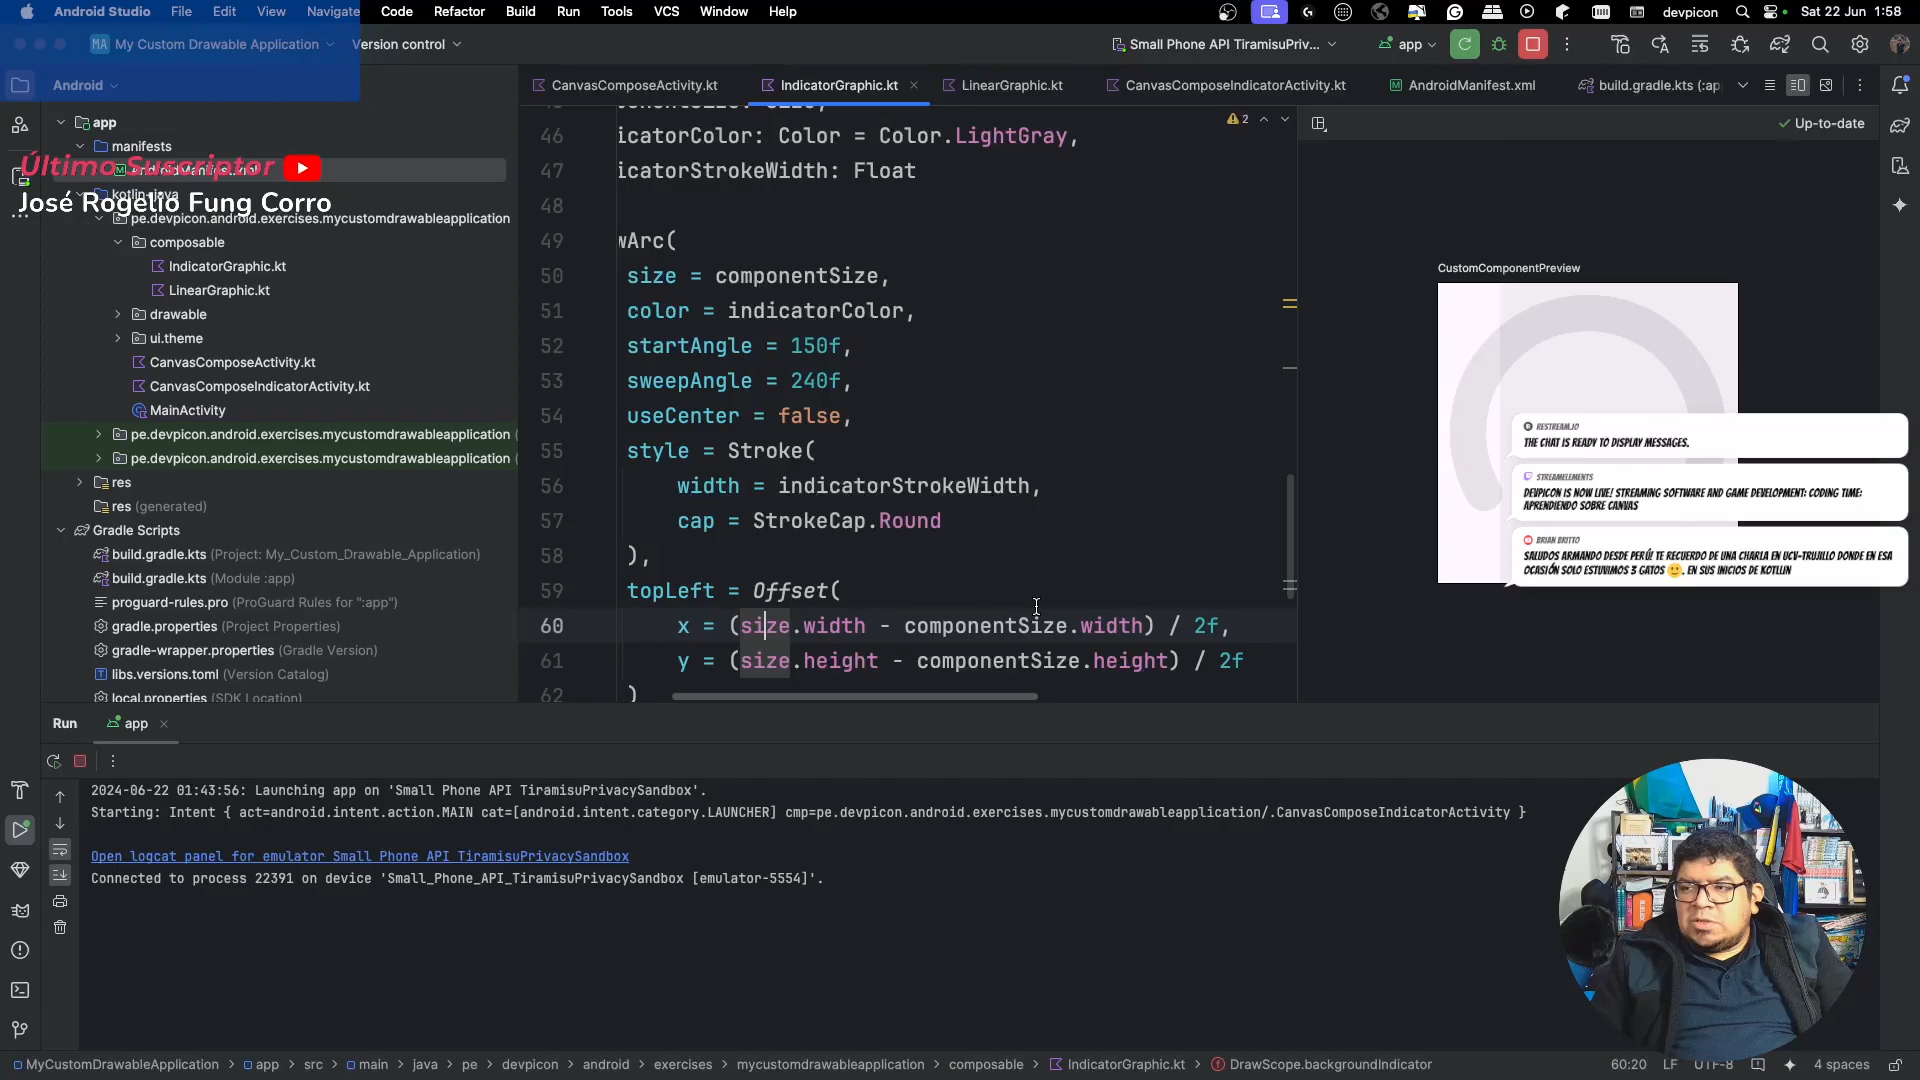 Android Studio File Edit View Navigate Code Refactor Build Run Tools VCS Window Help
devpicon Sat 22 Jun 1:58
MA My Custom Drawable Application Version control Small Phone API TiramisuPriv... app
Android
CanvasComposeActivity.kt IndicatorGraphic.kt LinearGraphic.kt CanvasComposeIndicatorActivity.kt AndroidManifest.xml build.gradle.kts (:app
app
manifests
Último Suscriptor
José Rogelio Fung Corro
pe.devpicon.android.exercises.mycustomdrawableapplication
composable
IndicatorGraphic.kt
LinearGraphic.kt
drawable
ui.theme
CanvasComposeActivity.kt
CanvasComposeIndicatorActivity.kt
MainActivity
pe.devpicon.android.exercises.mycustomdrawableapplication (
pe.devpicon.android.exercises.mycustomdrawableapplication (
res
res (generated)
Gradle Scripts
build.gradle.kts (Project: My_Custom_Drawable_Application)
build.gradle.kts (Module :app)
proguard-rules.pro (ProGuard Rules for ":app")
gradle.properties (Project Properties)
gradle-wrapper.properties (Gradle Version)
libs.versions.toml (Version Catalog)
local.properties (SDK Location)
2
46 icatorColor: Color = Color.LightGray,
47 icatorStrokeWidth: Float
48
49 wArc(
50 size = componentSize,
51 color = indicatorColor,
52 startAngle = 150f,
53 sweepAngle = 240f,
54 useCenter = false,
55 style = Stroke(
56 width = indicatorStrokeWidth,
57 cap = StrokeCap.Round
58 ),
59 topLeft = Offset(
60 x = (size.width - componentSize.width) / 2f,
61 y = (size.height - componentSize.height) / 2f
62 )
Up-to-date
CustomComponentPreview
RESTREAM.IO
THE CHAT IS READY TO DISPLAY MESSAGES.
STREAMELEMENTS
DEVPICON IS NOW LIVE! STREAMING SOFTWARE AND GAME DEVELOPMENT: CODING TIME:
APRENDIENDO SOBRE CANVAS
BRIAN BRITTO
SALUDOS ARMANDO DESDE PERÚ! TE RECUERDO DE UNA CHARLA EN UCV-TRUJILLO DONDE EN ESA
OCASIÓN SOLO ESTUVIMOS 3 GATOS 🙂. EN SUS INICIOS DE KOTLLIN
Run app
2024-06-22 01:43:56: Launching app on 'Small Phone API TiramisuPrivacySandbox'.
Starting: Intent { act=android.intent.action.MAIN cat=[android.intent.category.LAUNCHER] cmp=pe.devpicon.android.exercises.mycustomdrawableapplication/.CanvasComposeIndicatorActivity }
Open logcat panel for emulator Small Phone API TiramisuPrivacySandbox
Connected to process 22391 on device 'Small_Phone_API_TiramisuPrivacySandbox [emulator-5554]'.
MyCustomDrawableApplication > app > src > main > java > pe > devpicon > android > exercises > mycustomdrawableapplication > composable > IndicatorGraphic.kt > DrawScope.backgroundIndicator
60:20 LF UTF-8 4 spaces